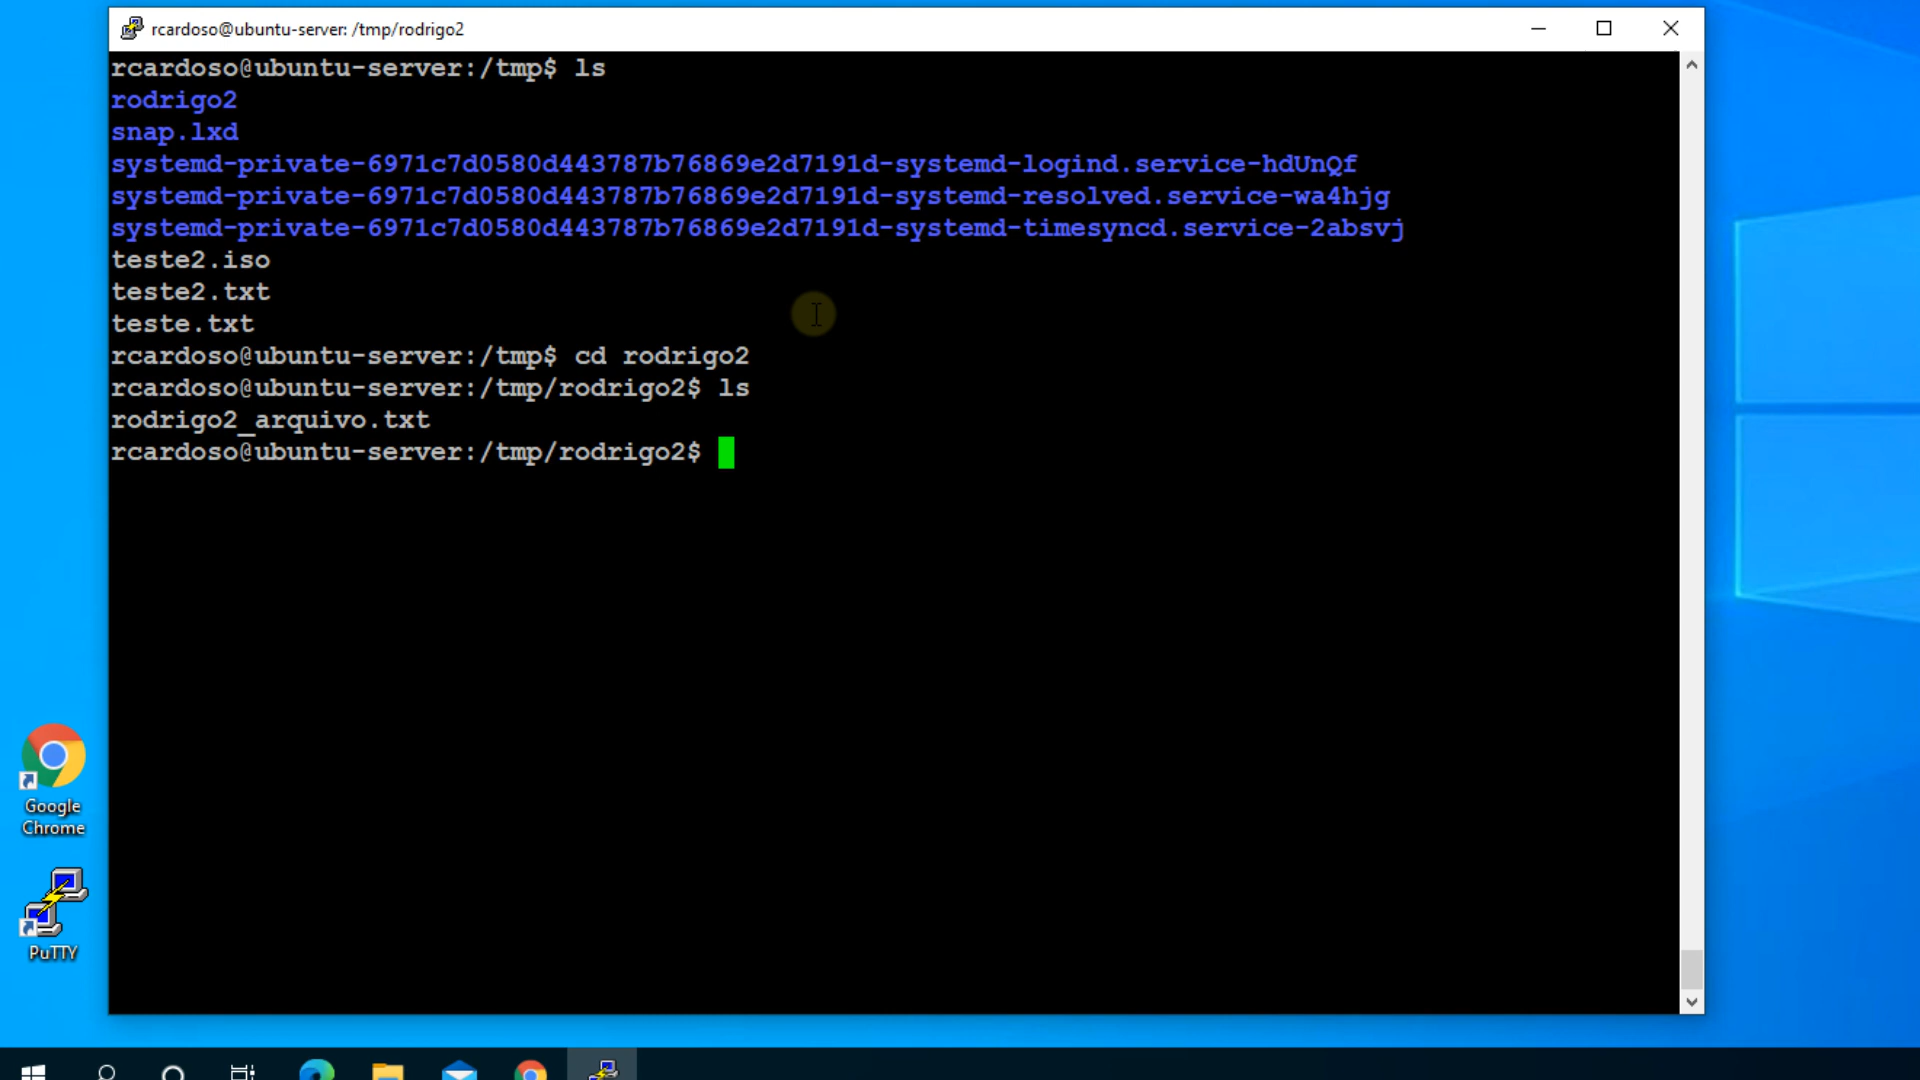 rcardoso@ubuntu-server: /tmp/rodrigo2
rcardoso@ubuntu-server:/tmp$ ls
rodrigo2
snap.lxd
systemd-private-6971c7d0580d443787b76869e2d7191d-systemd-logind.service-hdUnQf
systemd-private-6971c7d0580d443787b76869e2d7191d-systemd-resolved.service-wa4hjg
systemd-private-6971c7d0580d443787b76869e2d7191d-systemd-timesyncd.service-2absvj
teste2.iso
teste2.txt
teste.txt
rcardoso@ubuntu-server:/tmp$ cd rodrigo2
rcardoso@ubuntu-server:/tmp/rodrigo2$ ls
rodrigo2_arquivo.txt
rcardoso@ubuntu-server:/tmp/rodrigo2$
Google
Chrome
PuTTY